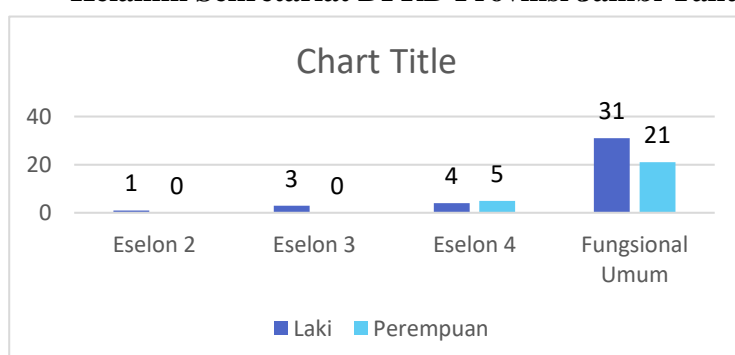 Chart Title
40
20
0
1 0 3 0 4 5 31 21
Eselon 2 Eselon 3 Eselon 4 Fungsional
Umum
Laki Perempuan